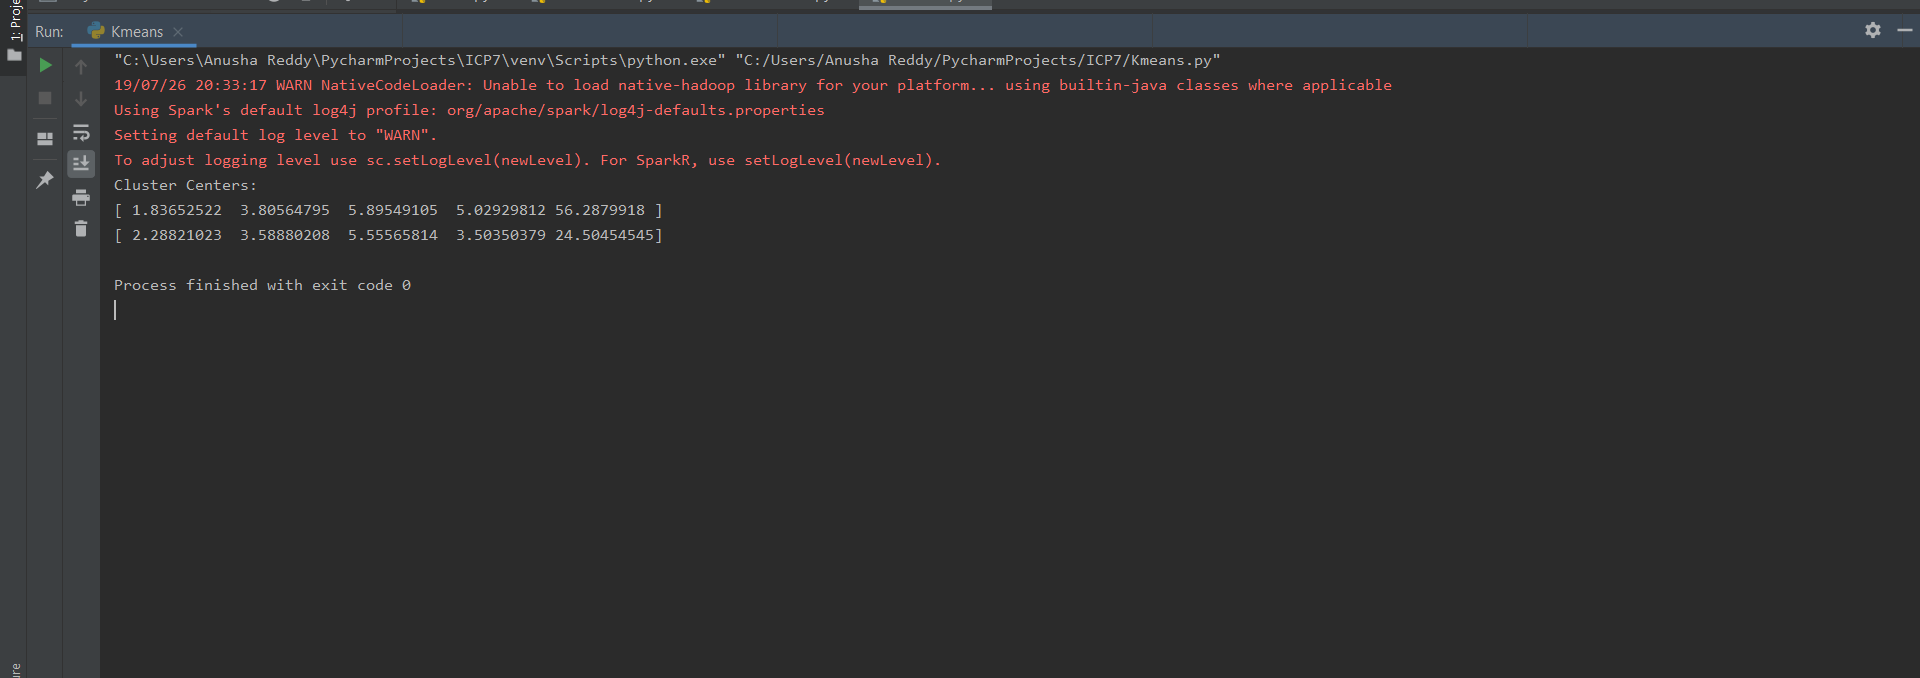 Run: Kmeans
"C:\Users\Anusha Reddy\PycharmProjects\ICP7\venv\Scripts\python.exe" "C:/Users/Anusha Reddy/PycharmProjects/ICP7/Kmeans.py"
19/07/26 20:33:17 WARN NativeCodeLoader: Unable to load native-hadoop library for your platform... using builtin-java classes where applicable
Using Spark's default log4j profile: org/apache/spark/log4j-defaults.properties
Setting default log level to "WARN".
To adjust logging level use sc.setLogLevel(newLevel). For SparkR, use setLogLevel(newLevel).
Cluster Centers:
[ 1.83652522  3.80564795  5.89549105  5.02929812 56.2879918 ]
[ 2.28821023  3.58880208  5.55565814  3.50350379 24.50454545]
Process finished with exit code 0